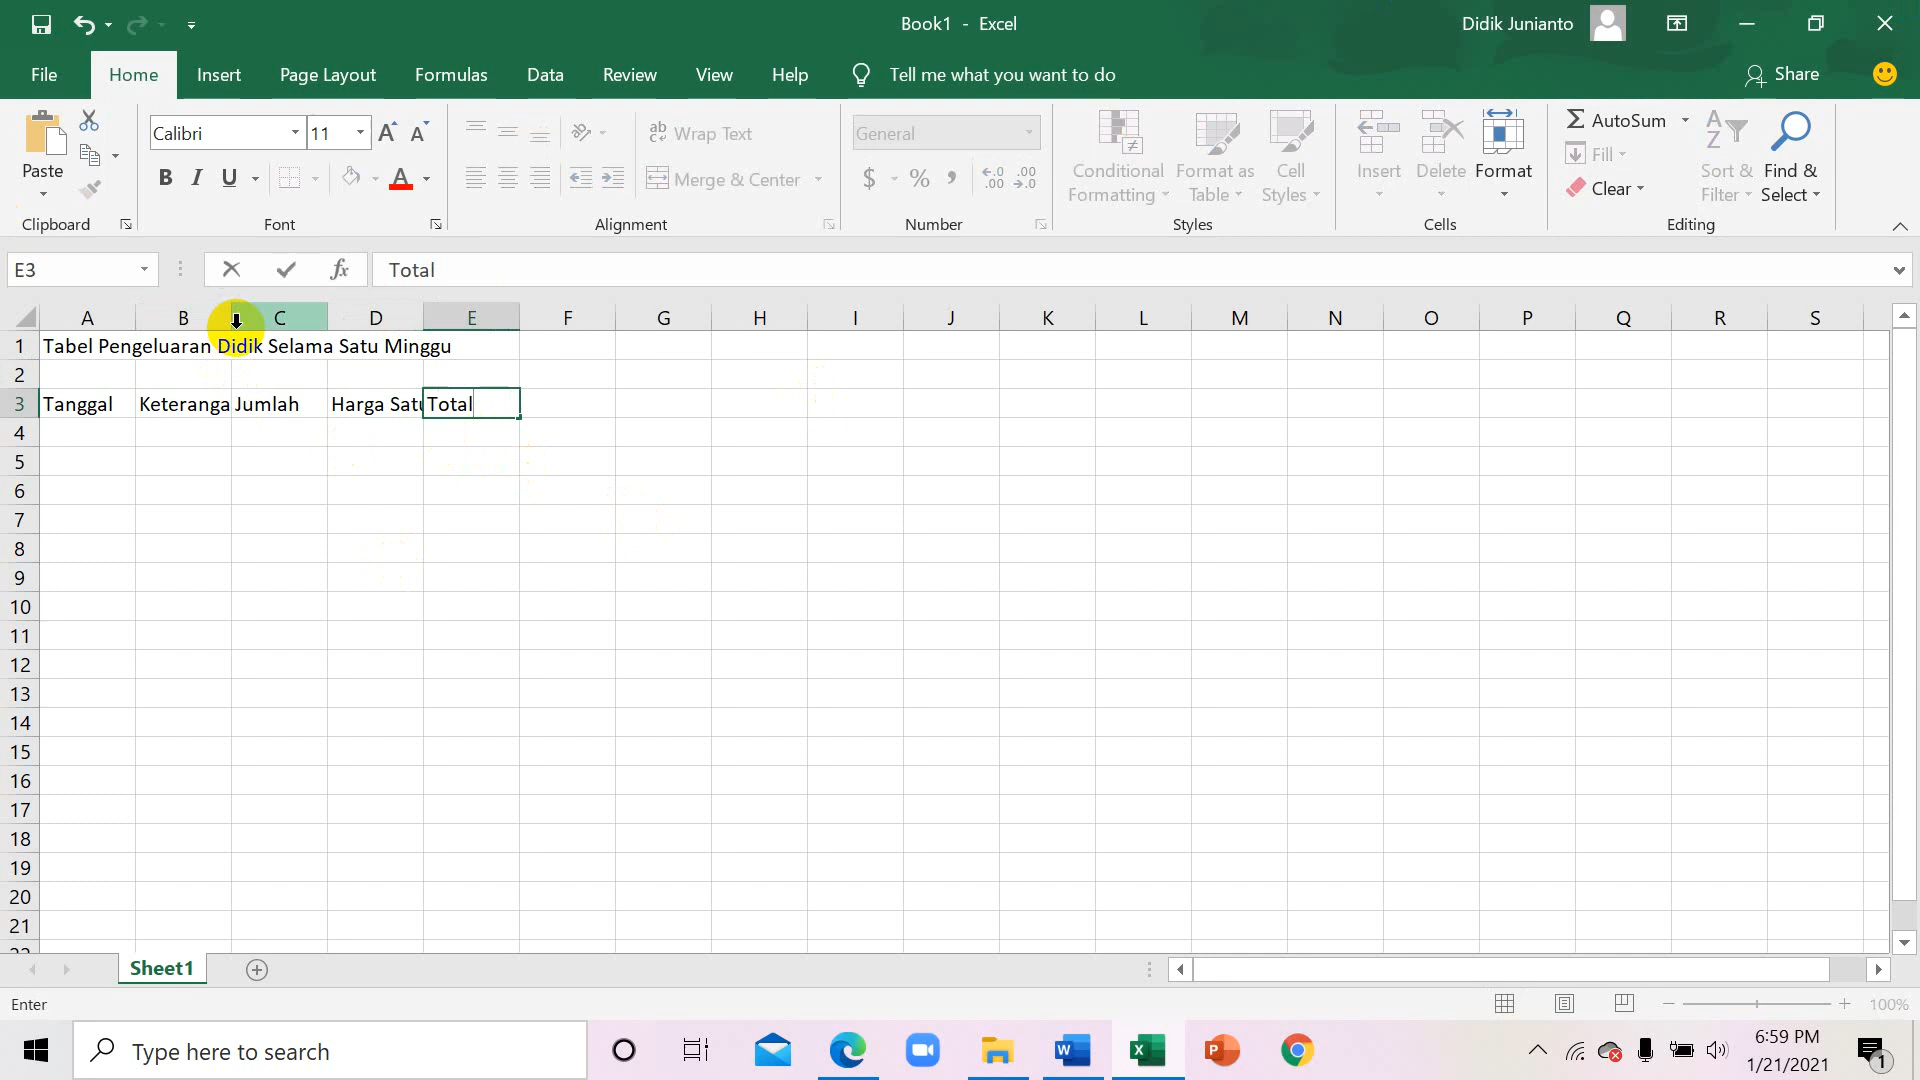 Book1 - Excel
Didik Junianto
File Home Insert Page Layout Formulas Data Review View Help Tell me what you want to do Share
Calibri 11 Wrap Text General AutoSum
Fill
Paste B I U Merge & Center $ % , Conditional Formatting Format as Table Cell Styles Insert Delete Format Clear Sort & Filter Find & Select
Clipboard Font Alignment Number Styles Cells Editing
E3 fx Total
A B C D E F G H I J K L M N O P Q R S
1 Tabel Pengeluaran Didik Selama Satu Minggu
2
3 Tanggal Keteranga Jumlah Harga Satu Total
4
5
6
7
8
9
10
11
12
13
14
15
16
17
18
19
20
21
22
Sheet1
Enter 100%
Type here to search 6:59 PM
1/21/2021 1